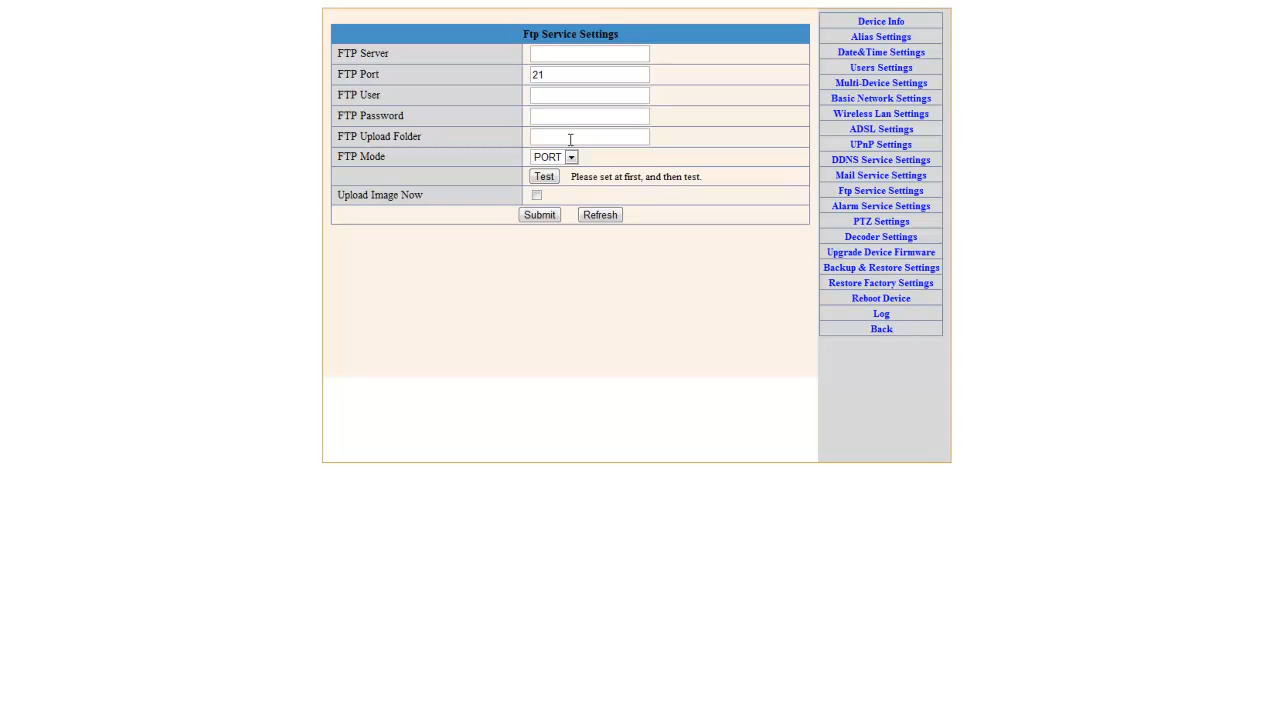 Ftp Service Settings
FTP Server
FTP Port 21
FTP User
FTP Password
FTP Upload Folder
FTP Mode PORT
Test Please set at first, and then test.
Upload Image Now
Submit Refresh
Device Info
Alias Settings
Date&Time Settings
Users Settings
Multi-Device Settings
Basic Network Settings
Wireless Lan Settings
ADSL Settings
UPnP Settings
DDNS Service Settings
Mail Service Settings
Ftp Service Settings
Alarm Service Settings
PTZ Settings
Decoder Settings
Upgrade Device Firmware
Backup & Restore Settings
Restore Factory Settings
Reboot Device
Log
Back